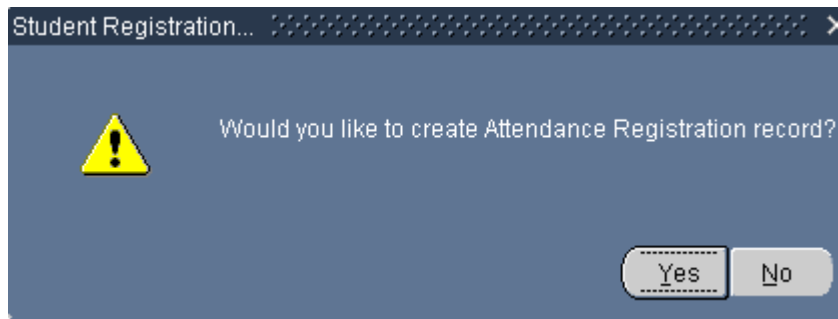 Student Registration...
Would you like to create Attendance Registration record?
Yes No